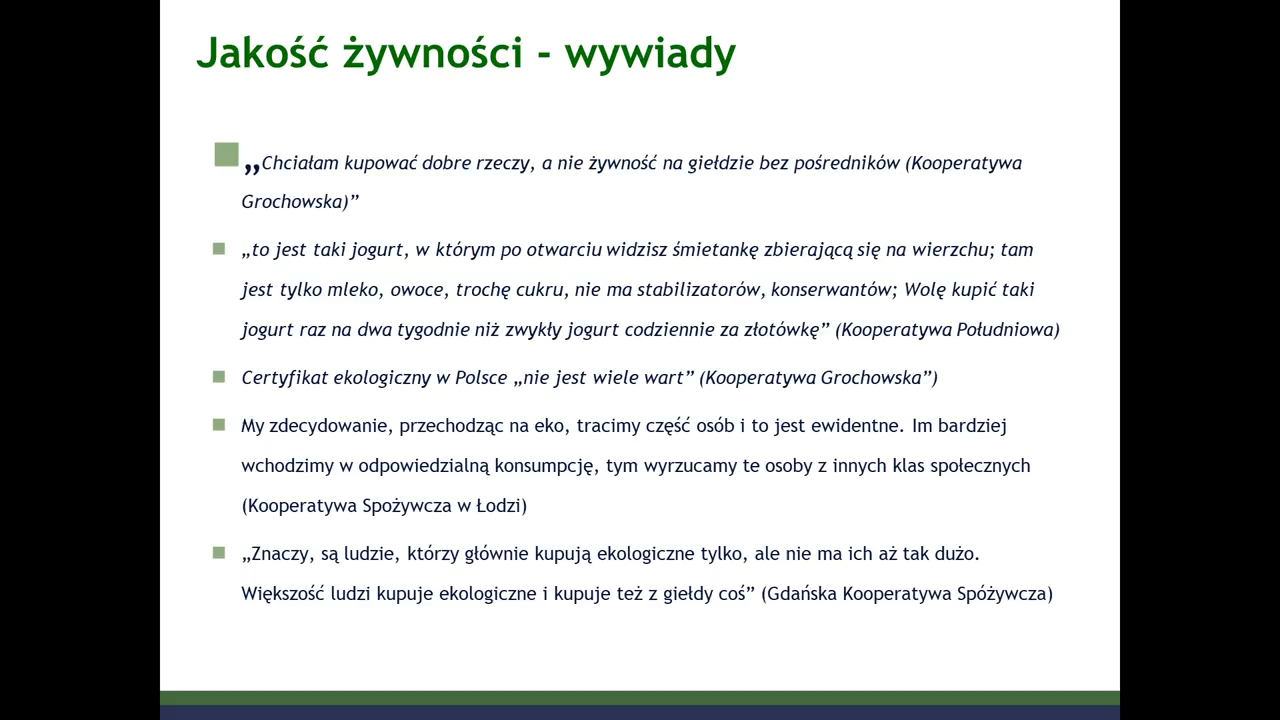 Jakość żywności - wywiady
„Chciałam kupować dobre rzeczy, a nie żywność na giełdzie bez pośredników (Kooperatywa
Grochowska)”
„to jest taki jogurt, w którym po otwarciu widzisz śmietankę zbierającą się na wierzchu; tam
jest tylko mleko, owoce, trochę cukru, nie ma stabilizatorów, konserwantów; Wolę kupić taki
jogurt raz na dwa tygodnie niż zwykły jogurt codziennie za złotówkę” (Kooperatywa Południowa)
Certyfikat ekologiczny w Polsce „nie jest wiele wart” (Kooperatywa Grochowska”)
My zdecydowanie, przechodząc na eko, tracimy część osób i to jest ewidentne. Im bardziej
wchodzimy w odpowiedzialną konsumpcję, tym wyrzucamy te osoby z innych klas społecznych
(Kooperatywa Spożywcza w Łodzi)
„Znaczy, są ludzie, którzy głównie kupują ekologiczne tylko, ale nie ma ich aż tak dużo.
Większość ludzi kupuje ekologiczne i kupuje też z giełdy coś” (Gdańska Kooperatywa Spóżywcza)